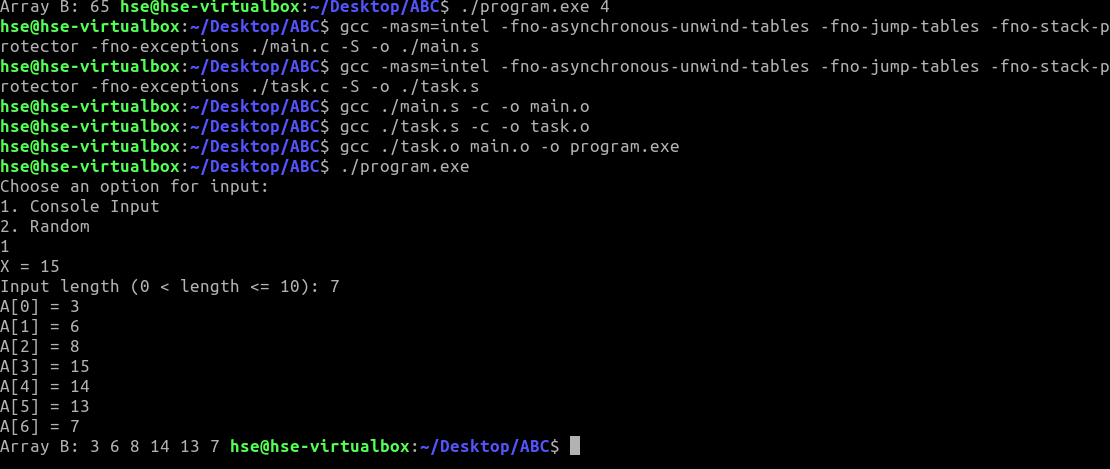 Array B: 65 hse@hse-virtualbox:~/Desktop/ABC$ ./program.exe 4
hse@hse-virtualbox:~/Desktop/ABC$ gcc -masm=intel -fno-asynchronous-unwind-tables -fno-jump-tables -fno-stack-p
rotector -fno-exceptions ./main.c -S -o ./main.s
hse@hse-virtualbox:~/Desktop/ABC$ gcc -masm=intel -fno-asynchronous-unwind-tables -fno-jump-tables -fno-stack-p
rotector -fno-exceptions ./task.c -S -o ./task.s
hse@hse-virtualbox:~/Desktop/ABC$ gcc ./main.s -c -o main.o
hse@hse-virtualbox:~/Desktop/ABC$ gcc ./task.s -c -o task.o
hse@hse-virtualbox:~/Desktop/ABC$ gcc ./task.o main.o -o program.exe
hse@hse-virtualbox:~/Desktop/ABC$ ./program.exe
Choose an option for input:
1. Console Input
2. Random
1
X = 15
Input length (0 < length <= 10): 7
A[0] = 3
A[1] = 6
A[2] = 8
A[3] = 15
A[4] = 14
A[5] = 13
A[6] = 7
Array B: 3 6 8 14 13 7 hse@hse-virtualbox:~/Desktop/ABC$